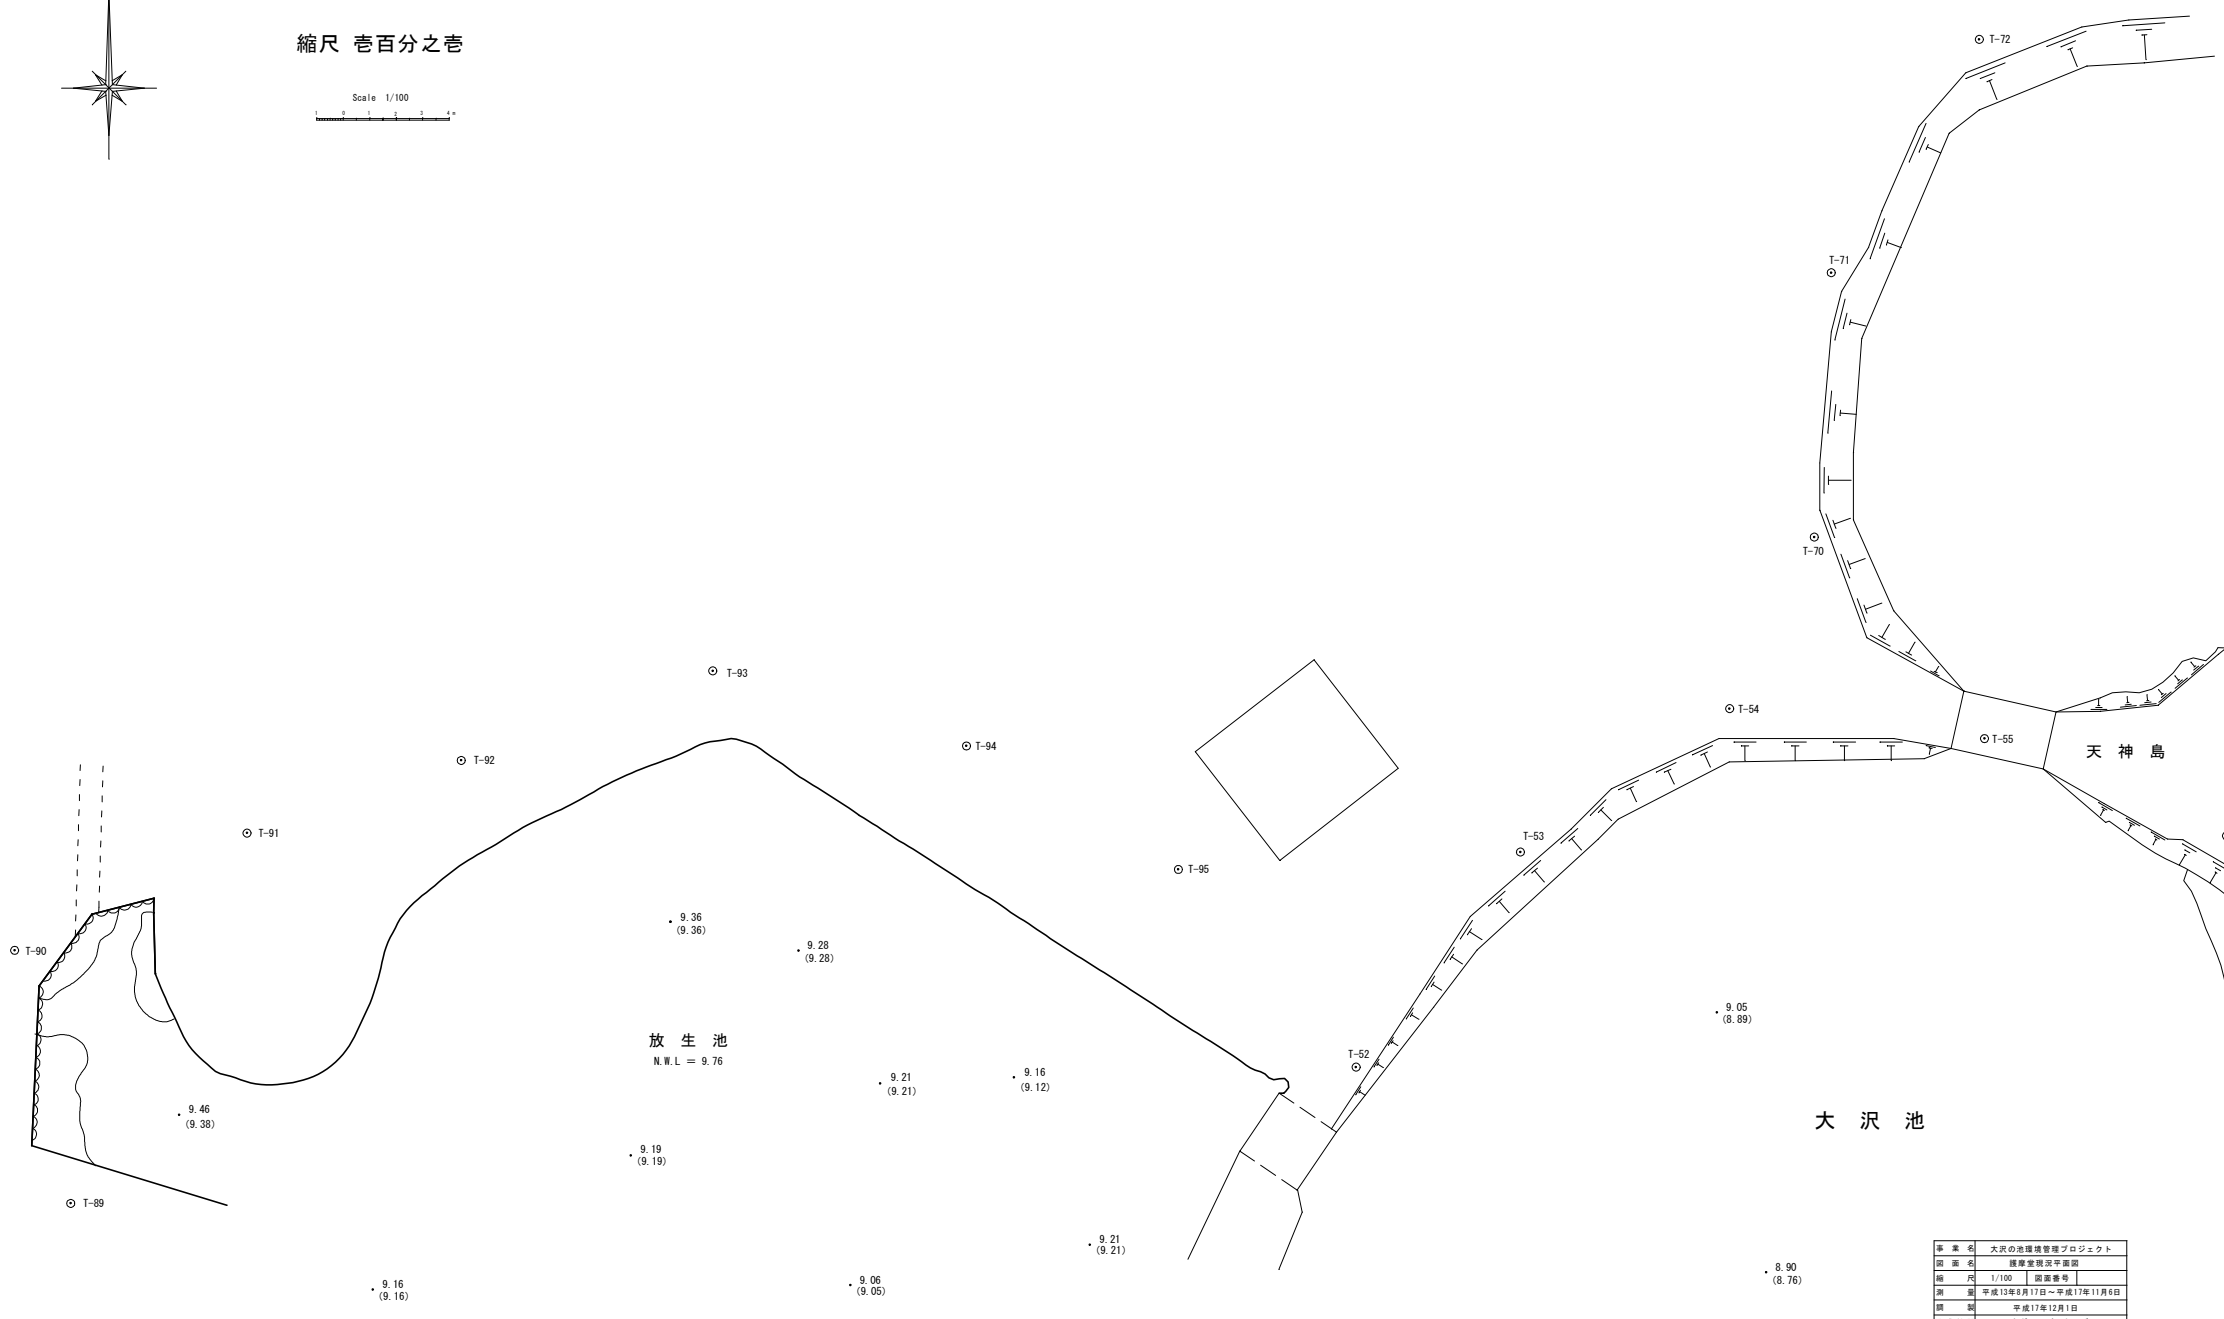 縮尺 壱百分之壱
Scale 1/100
1 0 1 2 3 4 m
T-72
T-71
T-70
T-93
T-54
T-94
T-55
天 神 島
T-92
T-91
T-53
T-95
9.36
(9.36)
T-90
9.28
(9.28)
9.05
(8.89)
放 生 池
N.W.L = 9.76
T-52
9.16
(9.12)
9.21
(9.21)
9.46
(9.38)
大 沢 池
9.19
(9.19)
T-89
9.21
(9.21)
9.16
(9.16)
9.06
(9.05)
8.90
(8.76)
事 業 名 大沢の池環境管理プロジェクト
図 面 名 護摩堂現況平面図
縮 尺 1/100 図面番号
測 量 平成13年8月17日～平成17年11月6日
調 製 平成17年12月1日